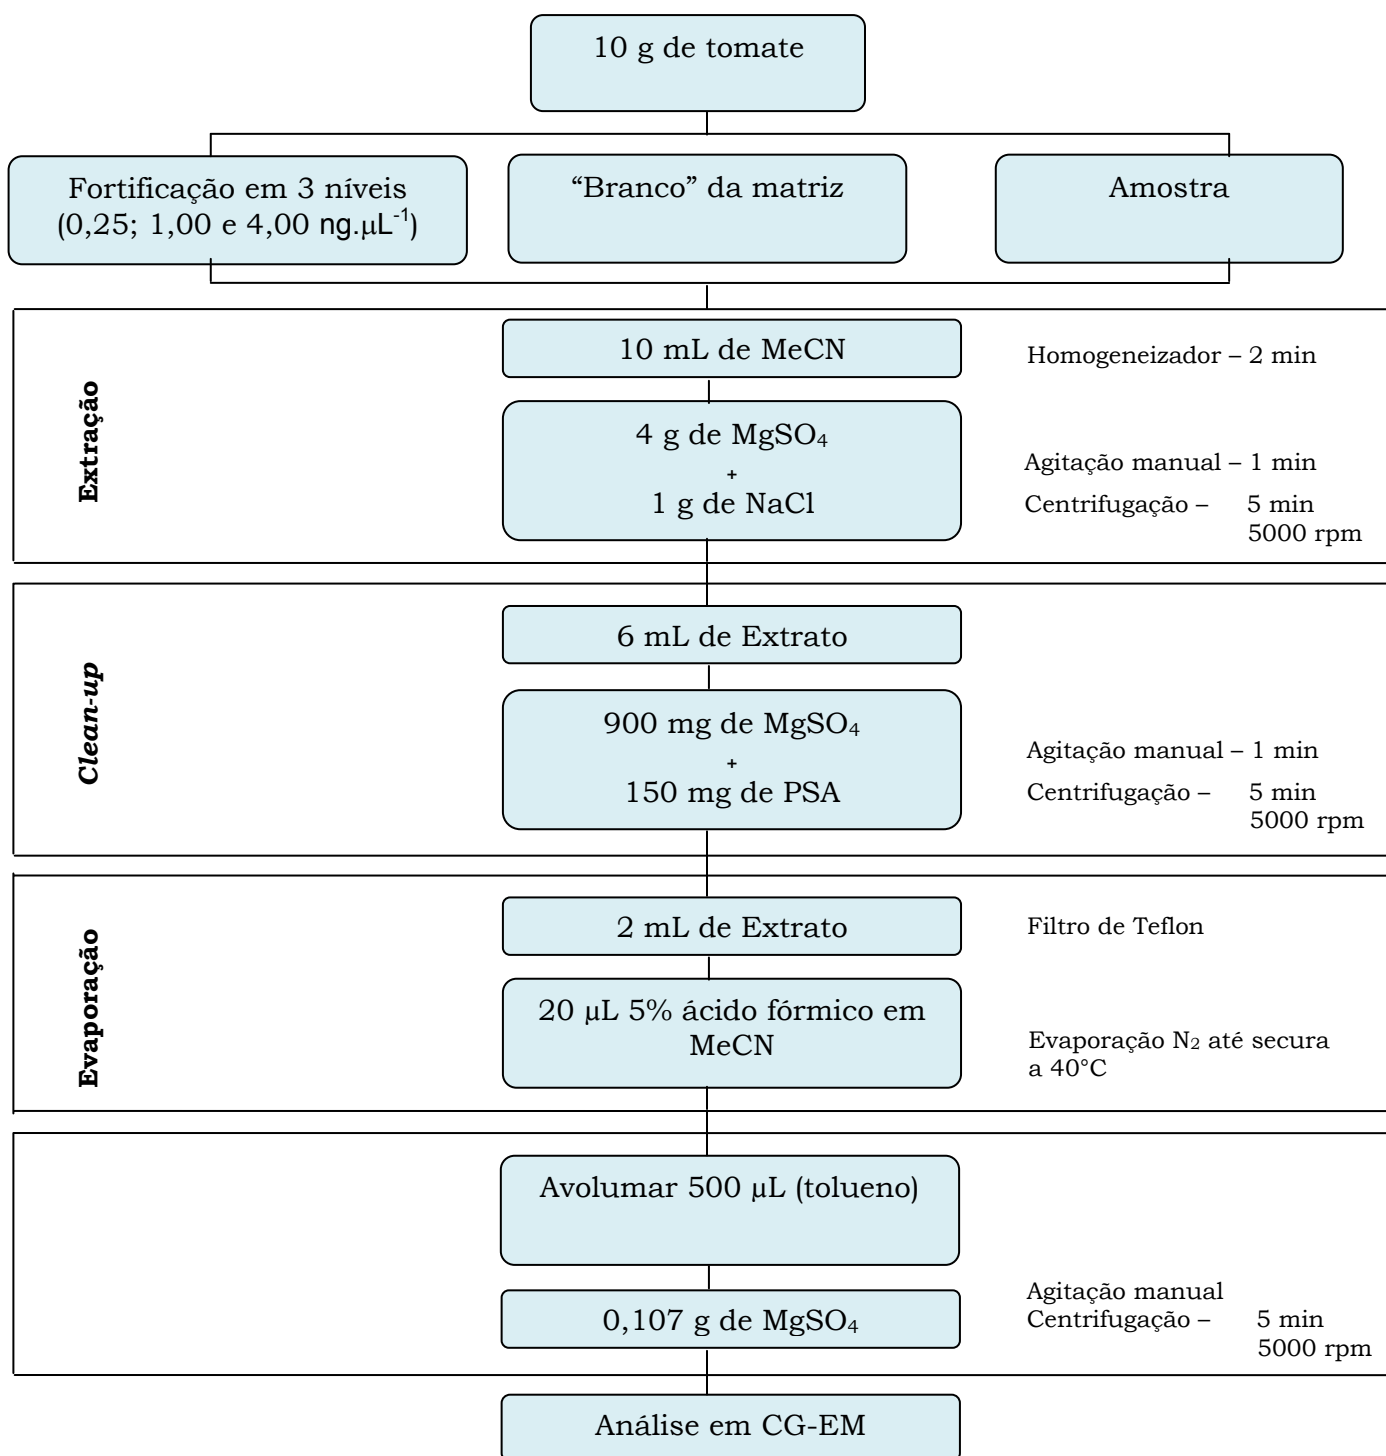 10 g de tomate
Fortificação em 3 níveis
(0,25; 1,00 e 4,00 ng.µL⁻¹)
“Branco” da matriz
Amostra
Extração
10 mL de MeCN
Homogeneizador – 2 min
4 g de MgSO₄
+
1 g de NaCl
Agitação manual – 1 min
Centrifugação – 5 min
5000 rpm
Clean-up
6 mL de Extrato
900 mg de MgSO₄
+
150 mg de PSA
Agitação manual – 1 min
Centrifugação – 5 min
5000 rpm
Evaporação
2 mL de Extrato
Filtro de Teflon
20 µL 5% ácido fórmico em
MeCN
Evaporação N₂ até secura
a 40°C
Avolumar 500 µL (tolueno)
0,107 g de MgSO₄
Agitação manual
Centrifugação – 5 min
5000 rpm
Análise em CG-EM